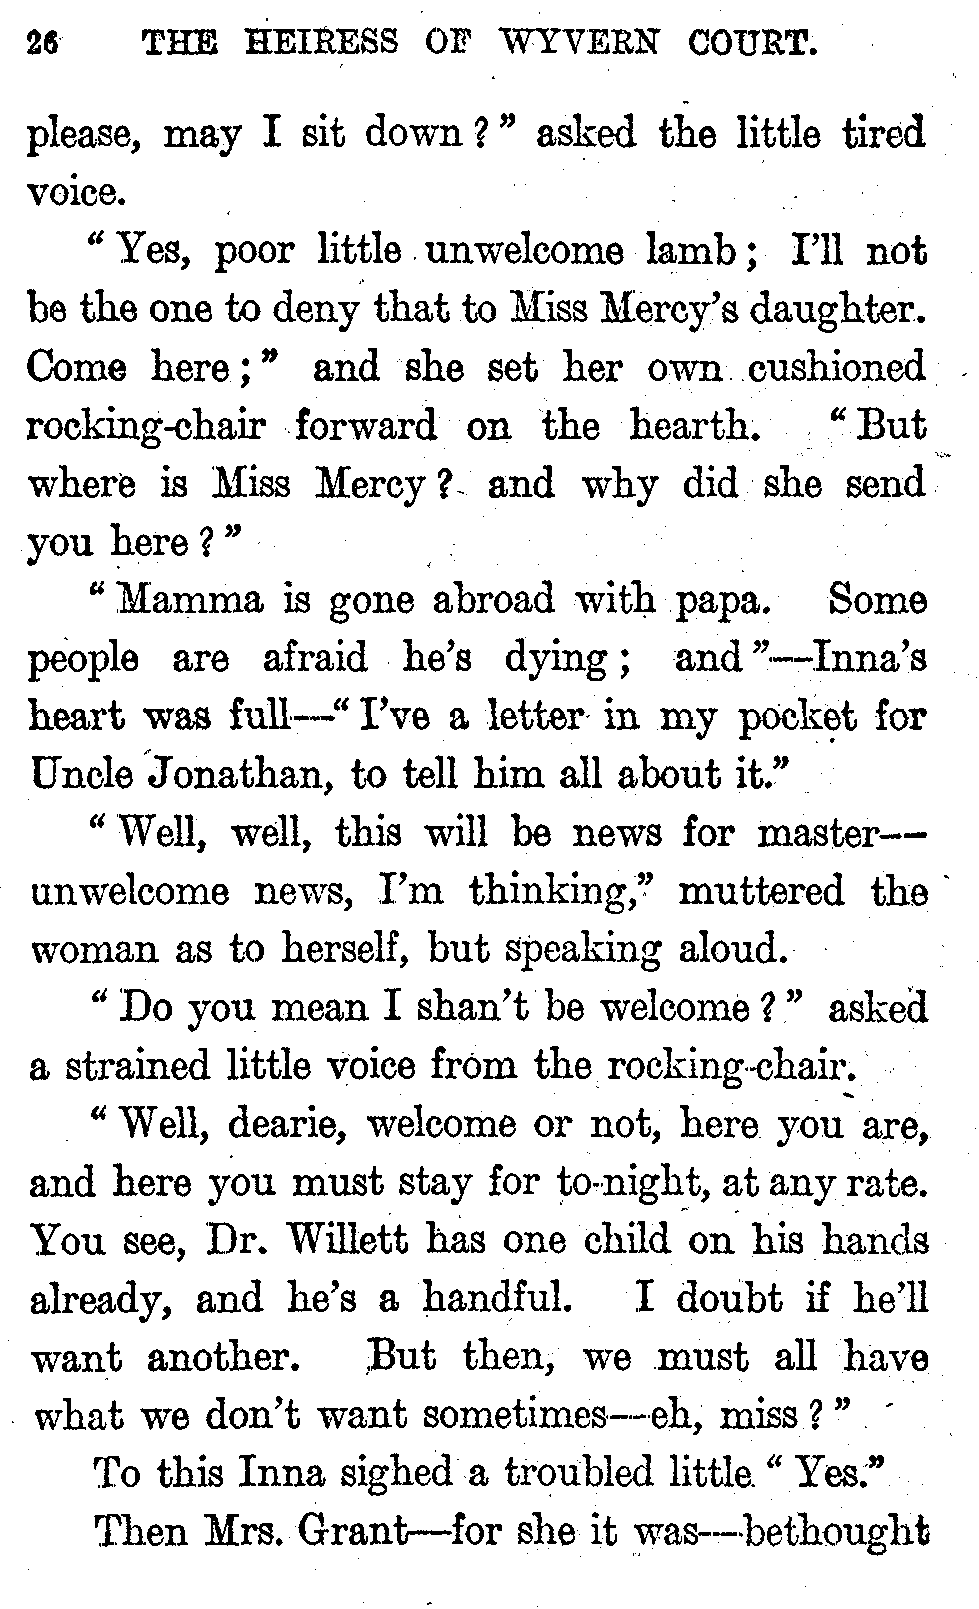 26 THE HEIRESS OF WYVERN COURT.
please, may I sit down?" asked the little tired
voice.
"Yes, poor little unwelcome lamb; I'll not
be the one to deny that to Miss Mercy's daughter.
Come here;" and she set her own cushioned
rocking-chair forward on the hearth. "But
where is Miss Mercy? and why did she send
you here?"
"Mamma is gone abroad with papa. Some
people are afraid he's dying; and"—Inna's
heart was full—"I've a letter in my pocket for
Uncle Jonathan, to tell him all about it."
"Well, well, this will be news for master—
unwelcome news, I'm thinking," muttered the
woman as to herself, but speaking aloud.
"Do you mean I shan't be welcome?" asked
a strained little voice from the rocking-chair.
"Well, dearie, welcome or not, here you are,
and here you must stay for to-night, at any rate.
You see, Dr. Willett has one child on his hands
already, and he's a handful. I doubt if he'll
want another. But then, we must all have
what we don't want sometimes—eh, miss?"
To this Inna sighed a troubled little "Yes."
Then Mrs. Grant—for she it was—bethought